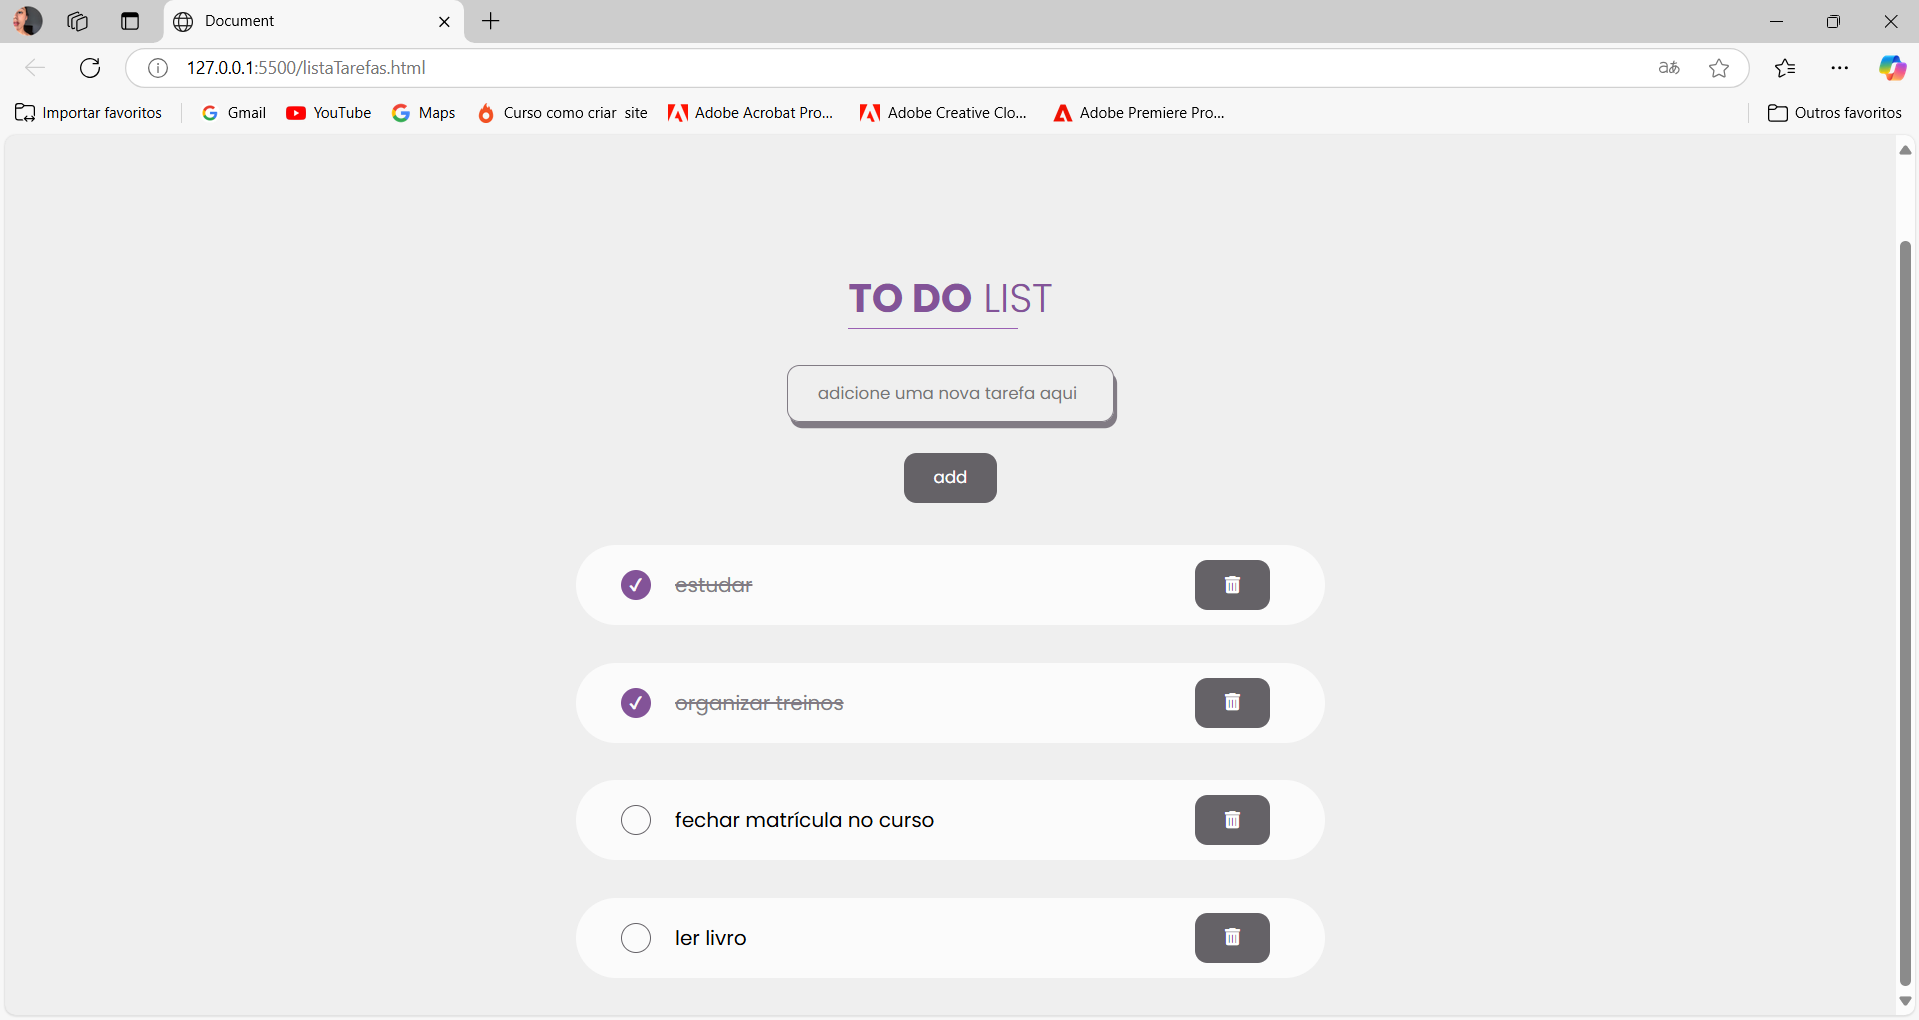 Document
127.0.0.1:5500/listaTarefas.html
aあ
Importar favoritos
Gmail
YouTube
Maps
Curso como criar site
Adobe Acrobat Pro...
Adobe Creative Clo...
Adobe Premiere Pro...
Outros favoritos
TO DO LIST
adicione uma nova tarefa aqui
add
estudar
organizar treinos
fechar matrícula no curso
ler livro